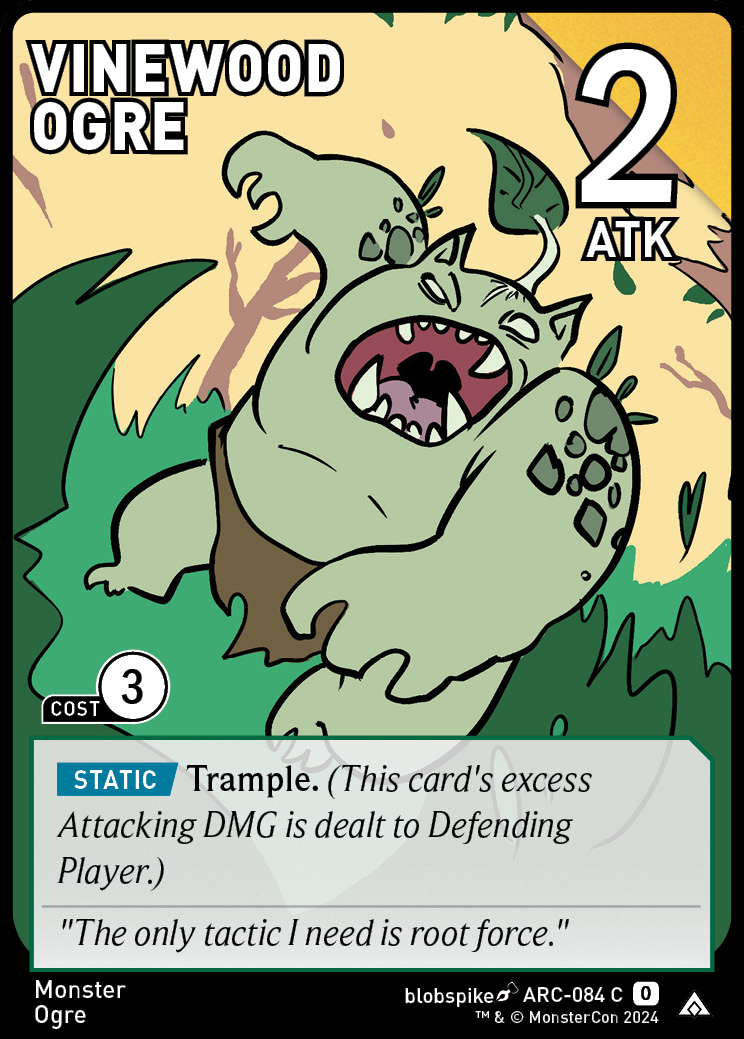 VINEWOOD
OGRE
2
ATK
COST 3
STATIC Trample. (This card's excess
Attacking DMG is dealt to Defending
Player.)
"The only tactic I need is root force."
Monster
Ogre
blobspike ARC-084 C 0
™ & © MonsterCon 2024